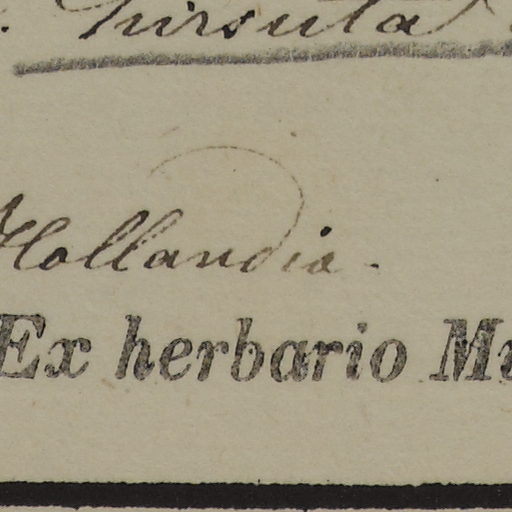 hirsuta
Hollandia.
Ex herbario